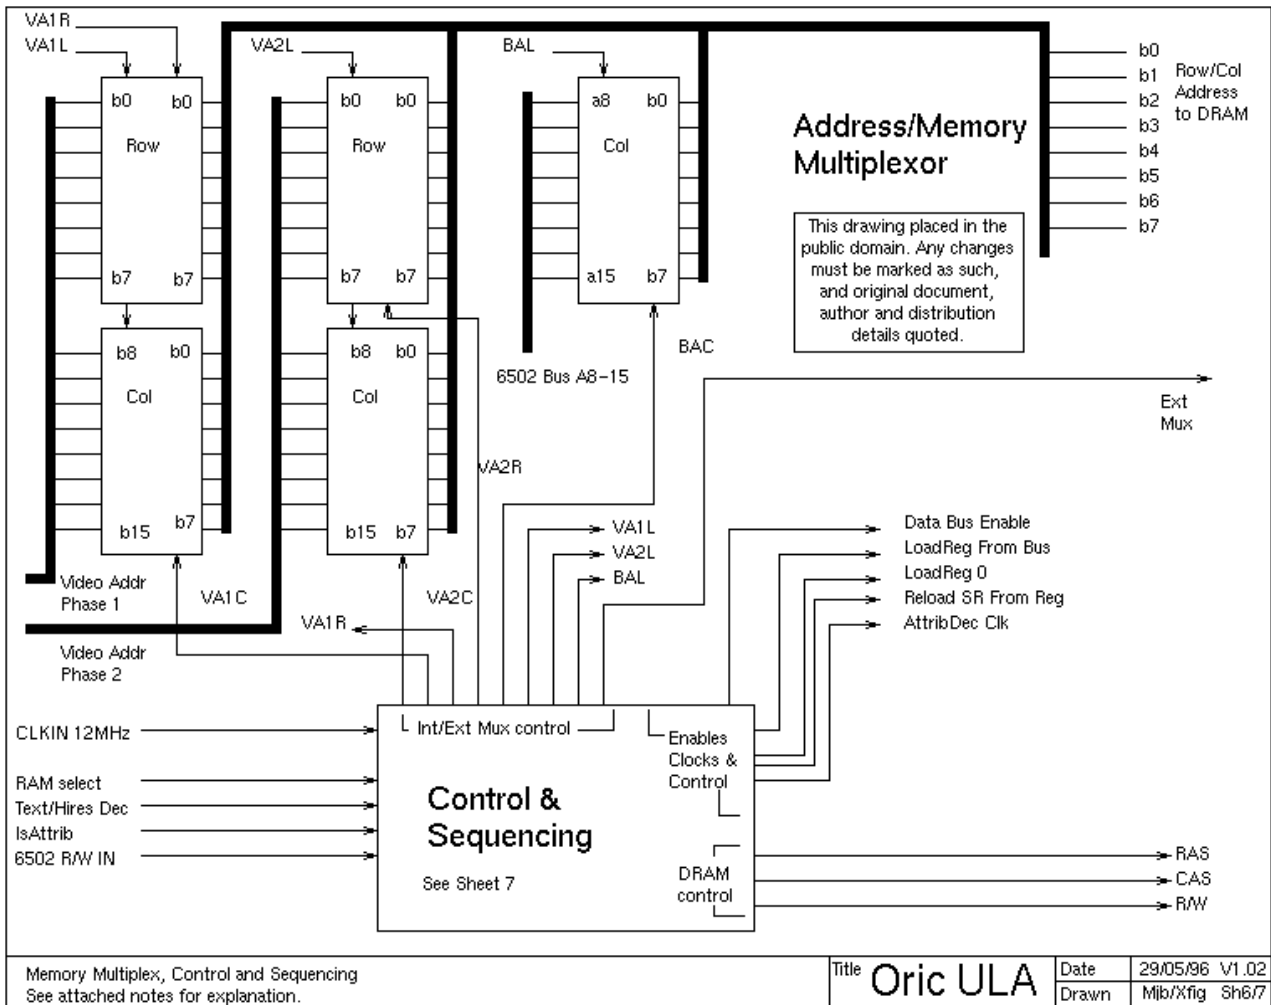 VA1R
VA1L
VA2L
BAL
b0 b0
Row
b7 b7
b8 b0
Col
b15 b7
b0 b0
Row
b7 b7
b8 b0
Col
b15 b7
a8 b0
Col
a15 b7
6502 Bus A8-15
BAC
Address/Memory
Multiplexor
This drawing placed in the
public domain. Any changes
must be marked as such,
and original document,
author and distribution
details quoted.
b0
b1
b2
b3
b4
b5
b6
b7
Row/Col
Address
to DRAM
Ext
Mux
VA2R
VA1L
VA2L
BAL
Video Addr
Phase 1
VA1C
VA2C
VA1R
Video Addr
Phase 2
Data Bus Enable
LoadReg From Bus
LoadReg 0
Reload SR From Reg
AttribDec Clk
CLKIN 12MHz
RAM select
Text/Hires Dec
IsAttrib
6502 R/W IN
Int/Ext Mux control
Enables
Clocks &
Control
Control &
Sequencing
See Sheet 7
DRAM
control
RAS
CAS
R/W
Memory Multiplex, Control and Sequencing
See attached notes for explanation.
Title Oric ULA
Date 29/05/96 V1.02
Drawn Mjb/Xfig Sh6/7